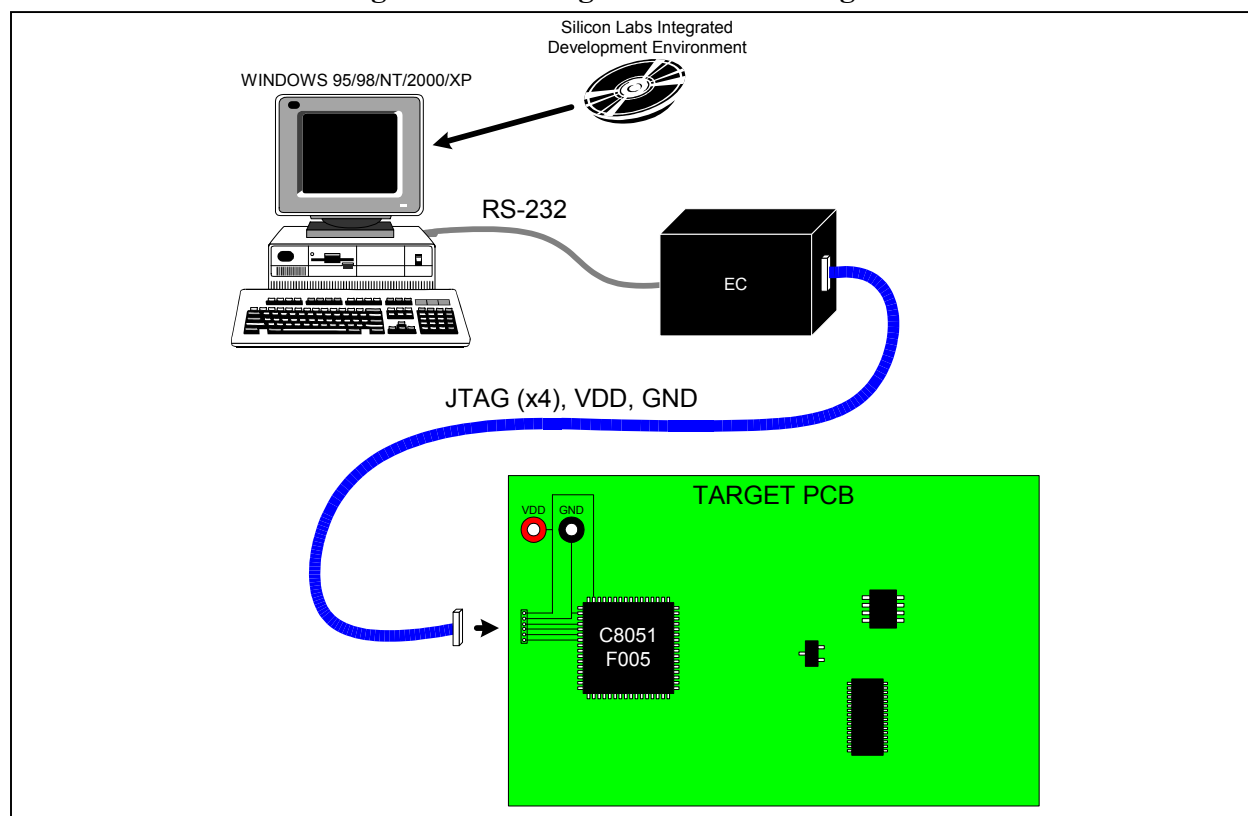 Silicon Labs Integrated
Development Environment
WINDOWS 95/98/NT/2000/XP
RS-232
EC
JTAG (x4), VDD, GND
TARGET PCB
VDD
GND
C8051
F005